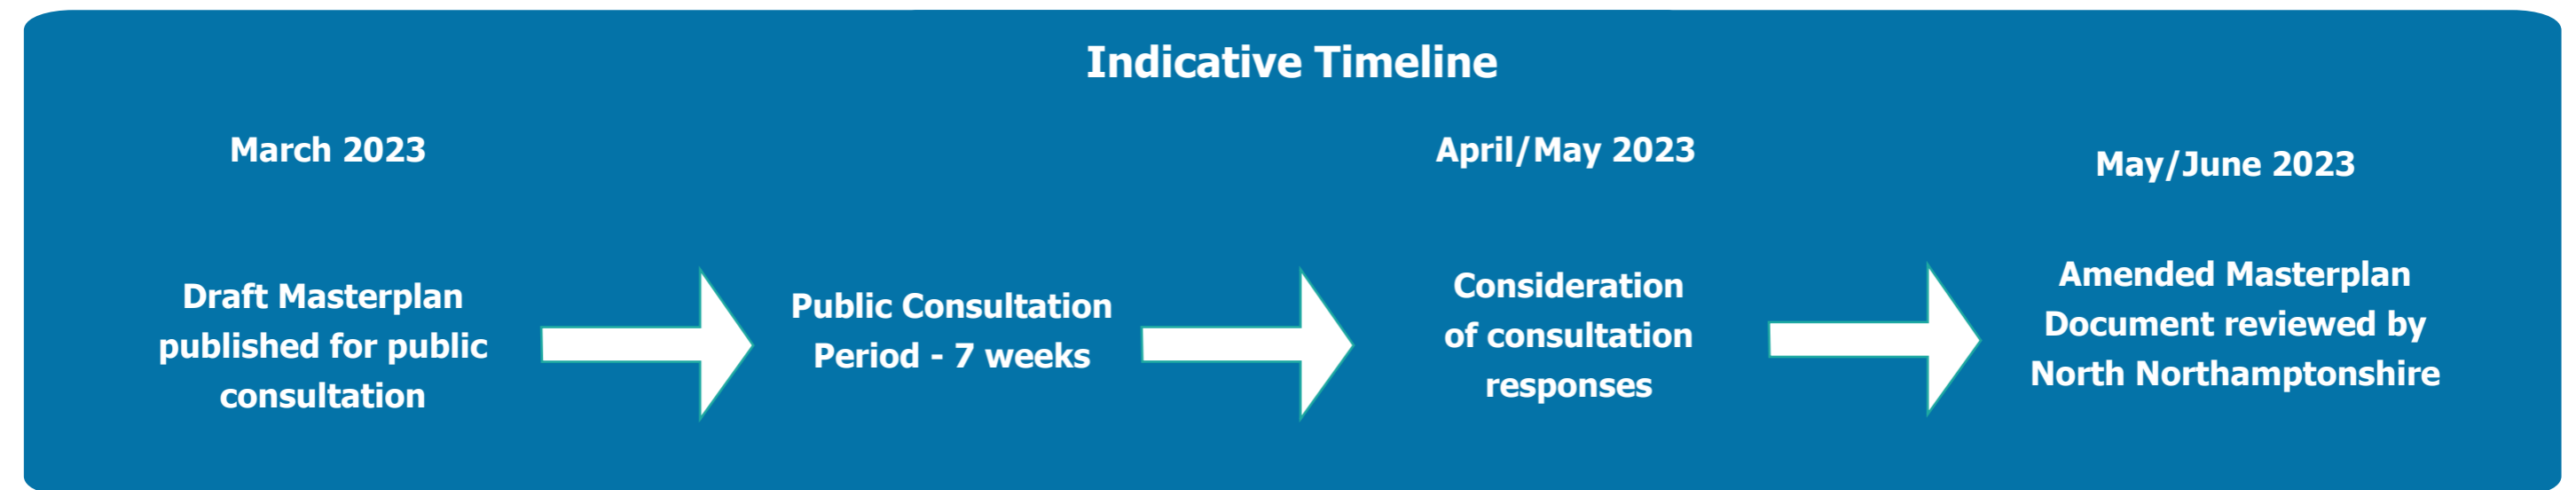 Indicative Timeline
March 2023
Draft Masterplan
published for public
consultation
Public Consultation
Period - 7 weeks
April/May 2023
Consideration
of consultation
responses
May/June 2023
Amended Masterplan
Document reviewed by
North Northamptonshire